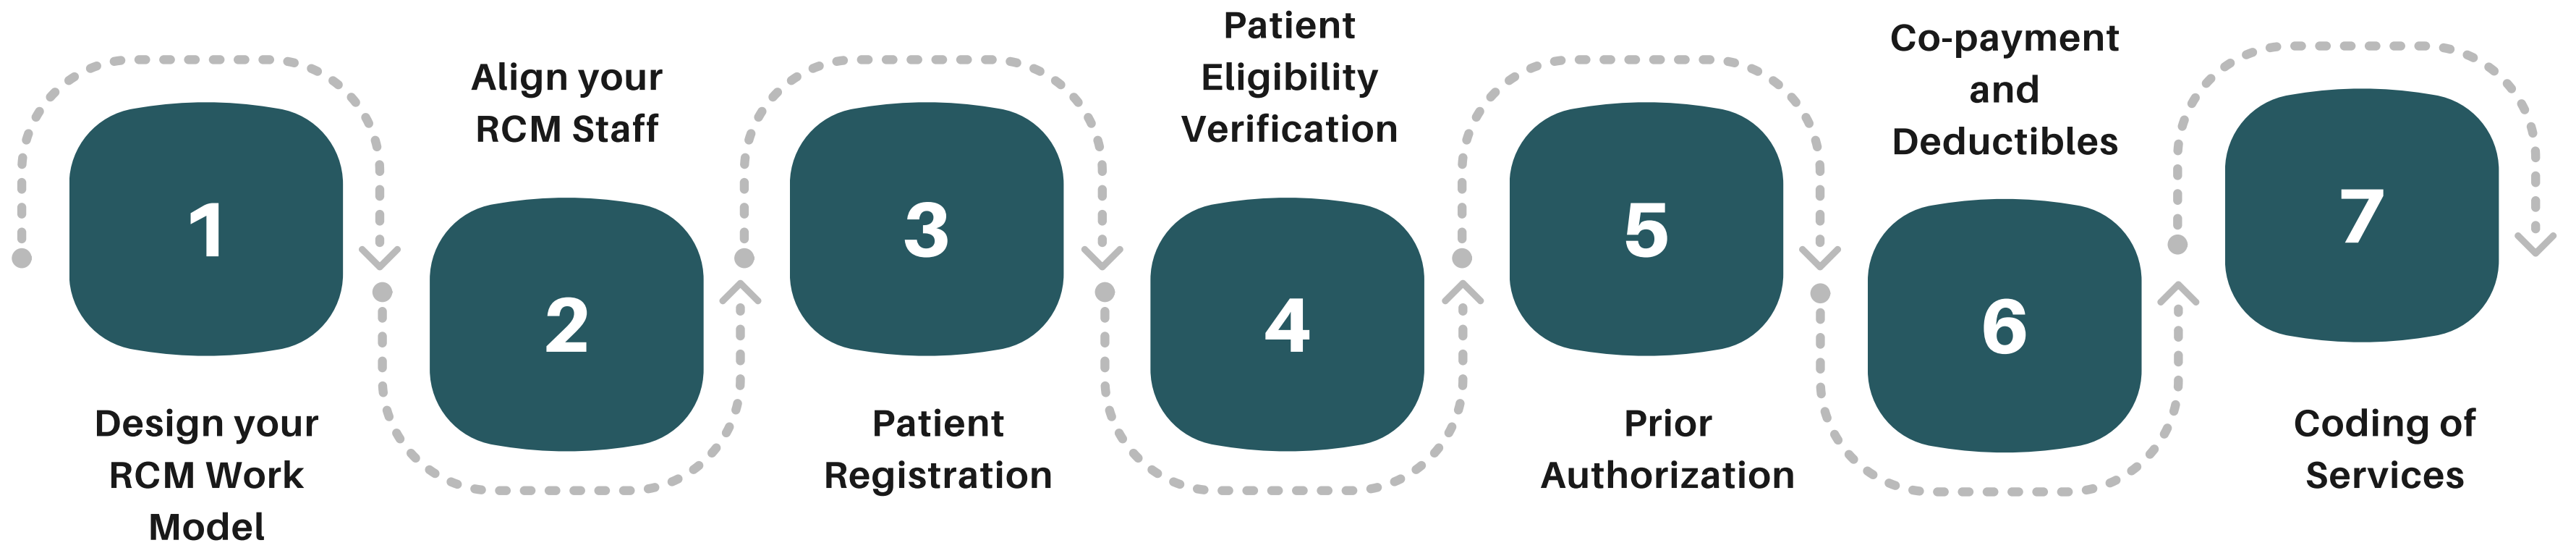 1
Design your
RCM Work
Model
Align your
RCM Staff
2
3
Patient
Registration
Patient
Eligibility
Verification
4
5
Prior
Authorization
Co-payment
and
Deductibles
6
7
Coding of
Services